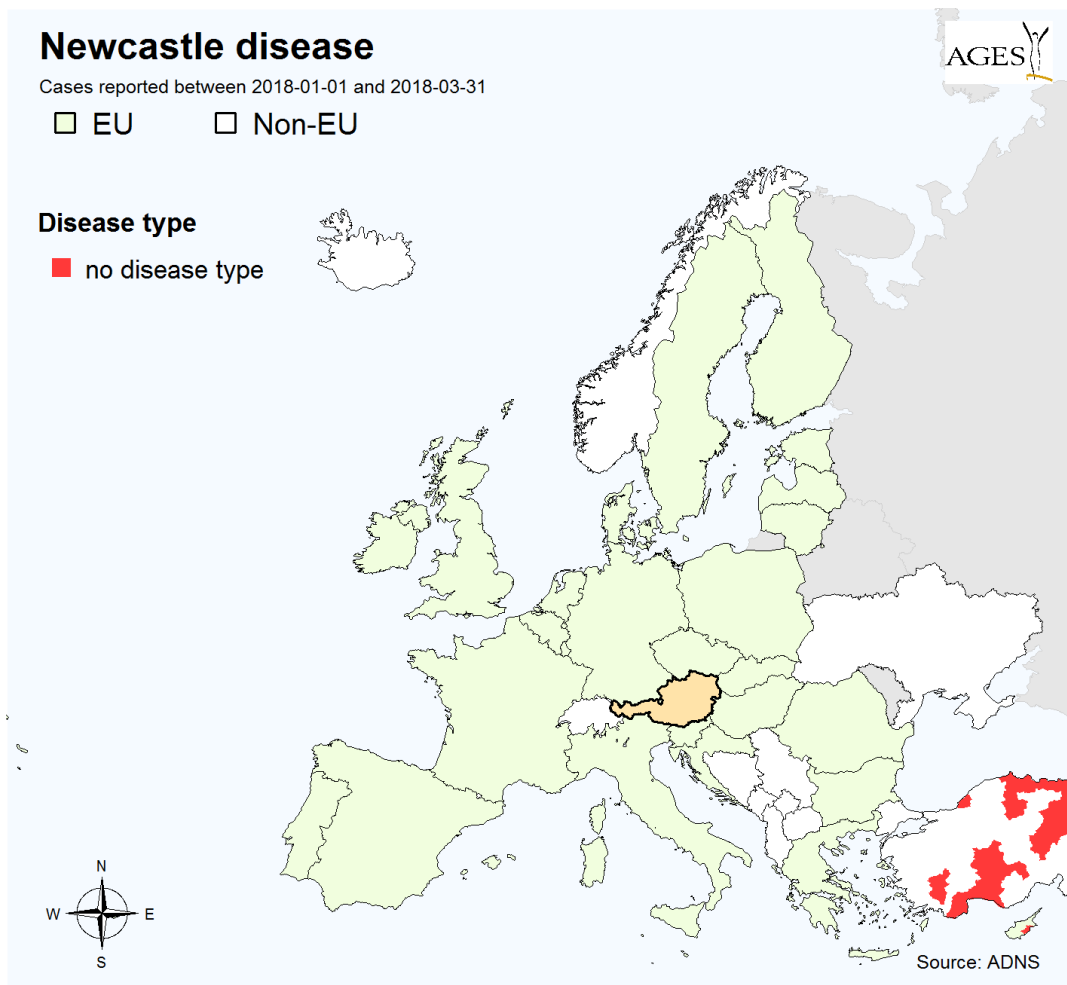 Newcastle disease
Cases reported between 2018-01-01 and 2018-03-31
EU Non-EU
AGES
Disease type
no disease type
N
W E
S
Source: ADNS